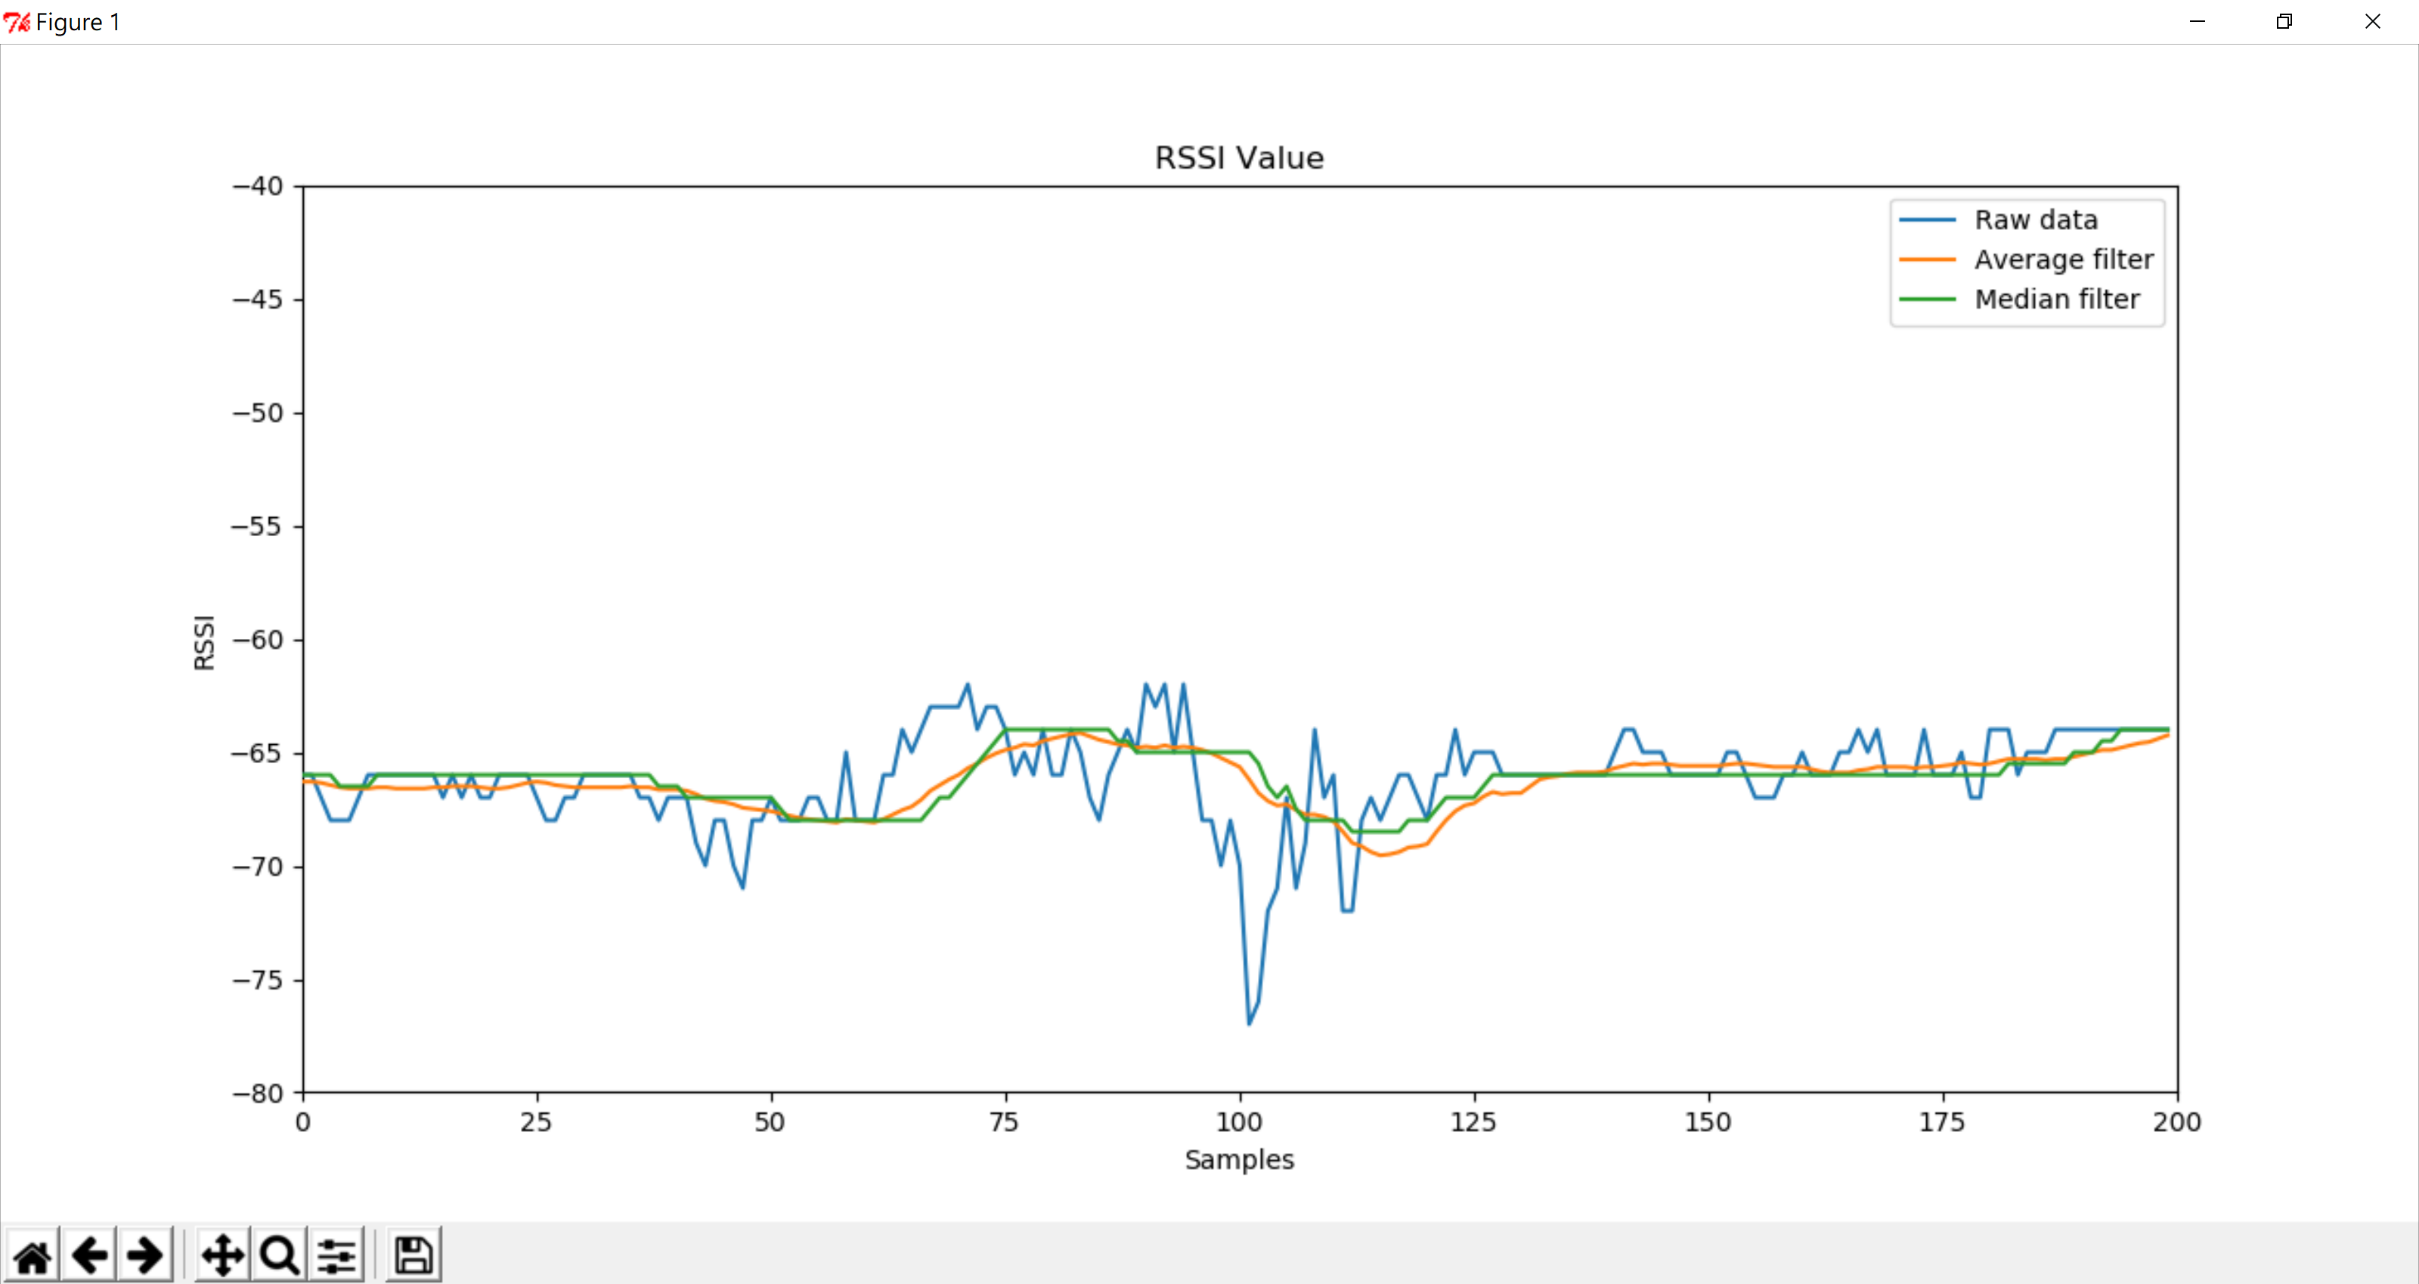 Figure 1
RSSI Value
−40
−45
−50
−55
−60
−65
−70
−75
−80
RSSI
Raw data
Average filter
Median filter
0 25 50 75 100 125 150 175 200
Samples